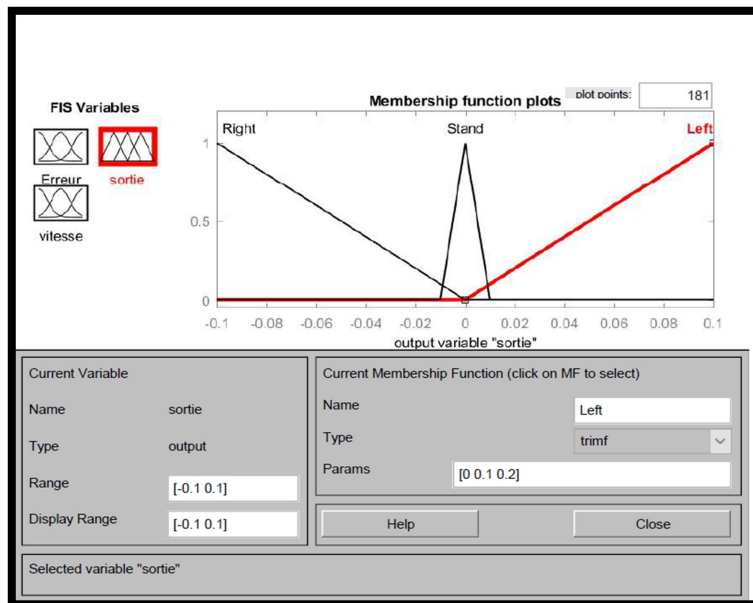 FIS Variables
Membership function plots
plot points:
181
Erreur
sortie
vitesse
Right
Stand
Left
1
0.5
0
-0.1
-0.08
-0.06
-0.04
-0.02
0
0.02
0.04
0.06
0.08
0.1
output variable "sortie"
Current Variable
Name
sortie
Type
output
Range
[-0.1 0.1]
Display Range
[-0.1 0.1]
Current Membership Function (click on MF to select)
Name
Left
Type
trimf
Params
[0 0.1 0.2]
Help
Close
Selected variable "sortie"